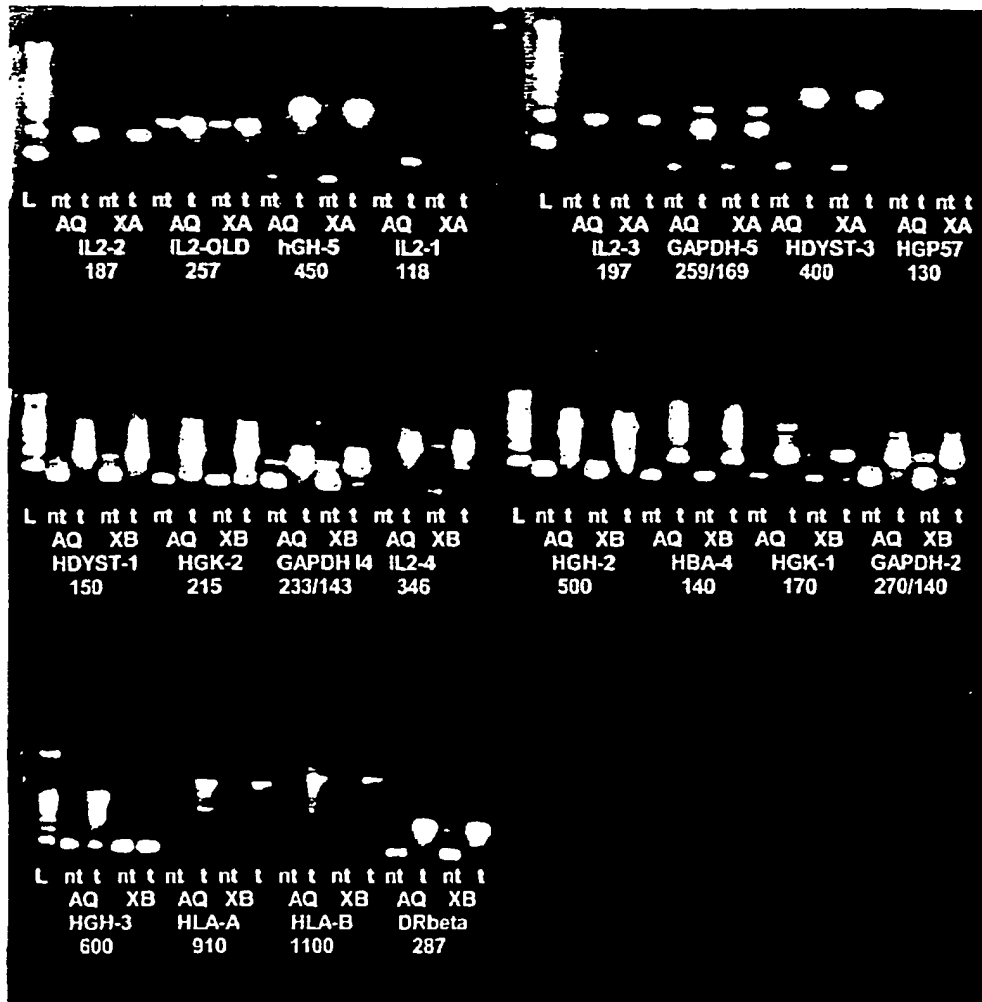 L nt t nt t nt t nt t nt t nt t nt t nt t
AQ XA AQ XA AQ XA AQ XA
IL2-2 IL2-OLD hGH-5 IL2-1
187 257 450 118
L nt t nt t nt t nt t nt t nt t nt t nt t
AQ XA AQ XA AQ XA AQ XA
IL2-3 GAPDH-5 HDYST-3 HGP57
197 259/169 400 130
L nt t nt t nt t nt t nt t nt t nt t nt t
AQ XB AQ XB AQ XB AQ XB
HDYST-1 HGK-2 GAPDH I4 IL2-4
150 215 233/143 346
L nt t nt t nt t nt t nt t nt t nt t nt t
AQ XB AQ XB AQ XB AQ XB
HGH-2 HBA-4 HGK-1 GAPDH-2
500 140 170 270/140
L nt t nt t nt t nt t nt t nt t nt t nt t
AQ XB AQ XB AQ XB AQ XB
HGH-3 HLA-A HLA-B DRbeta
600 910 1100 287